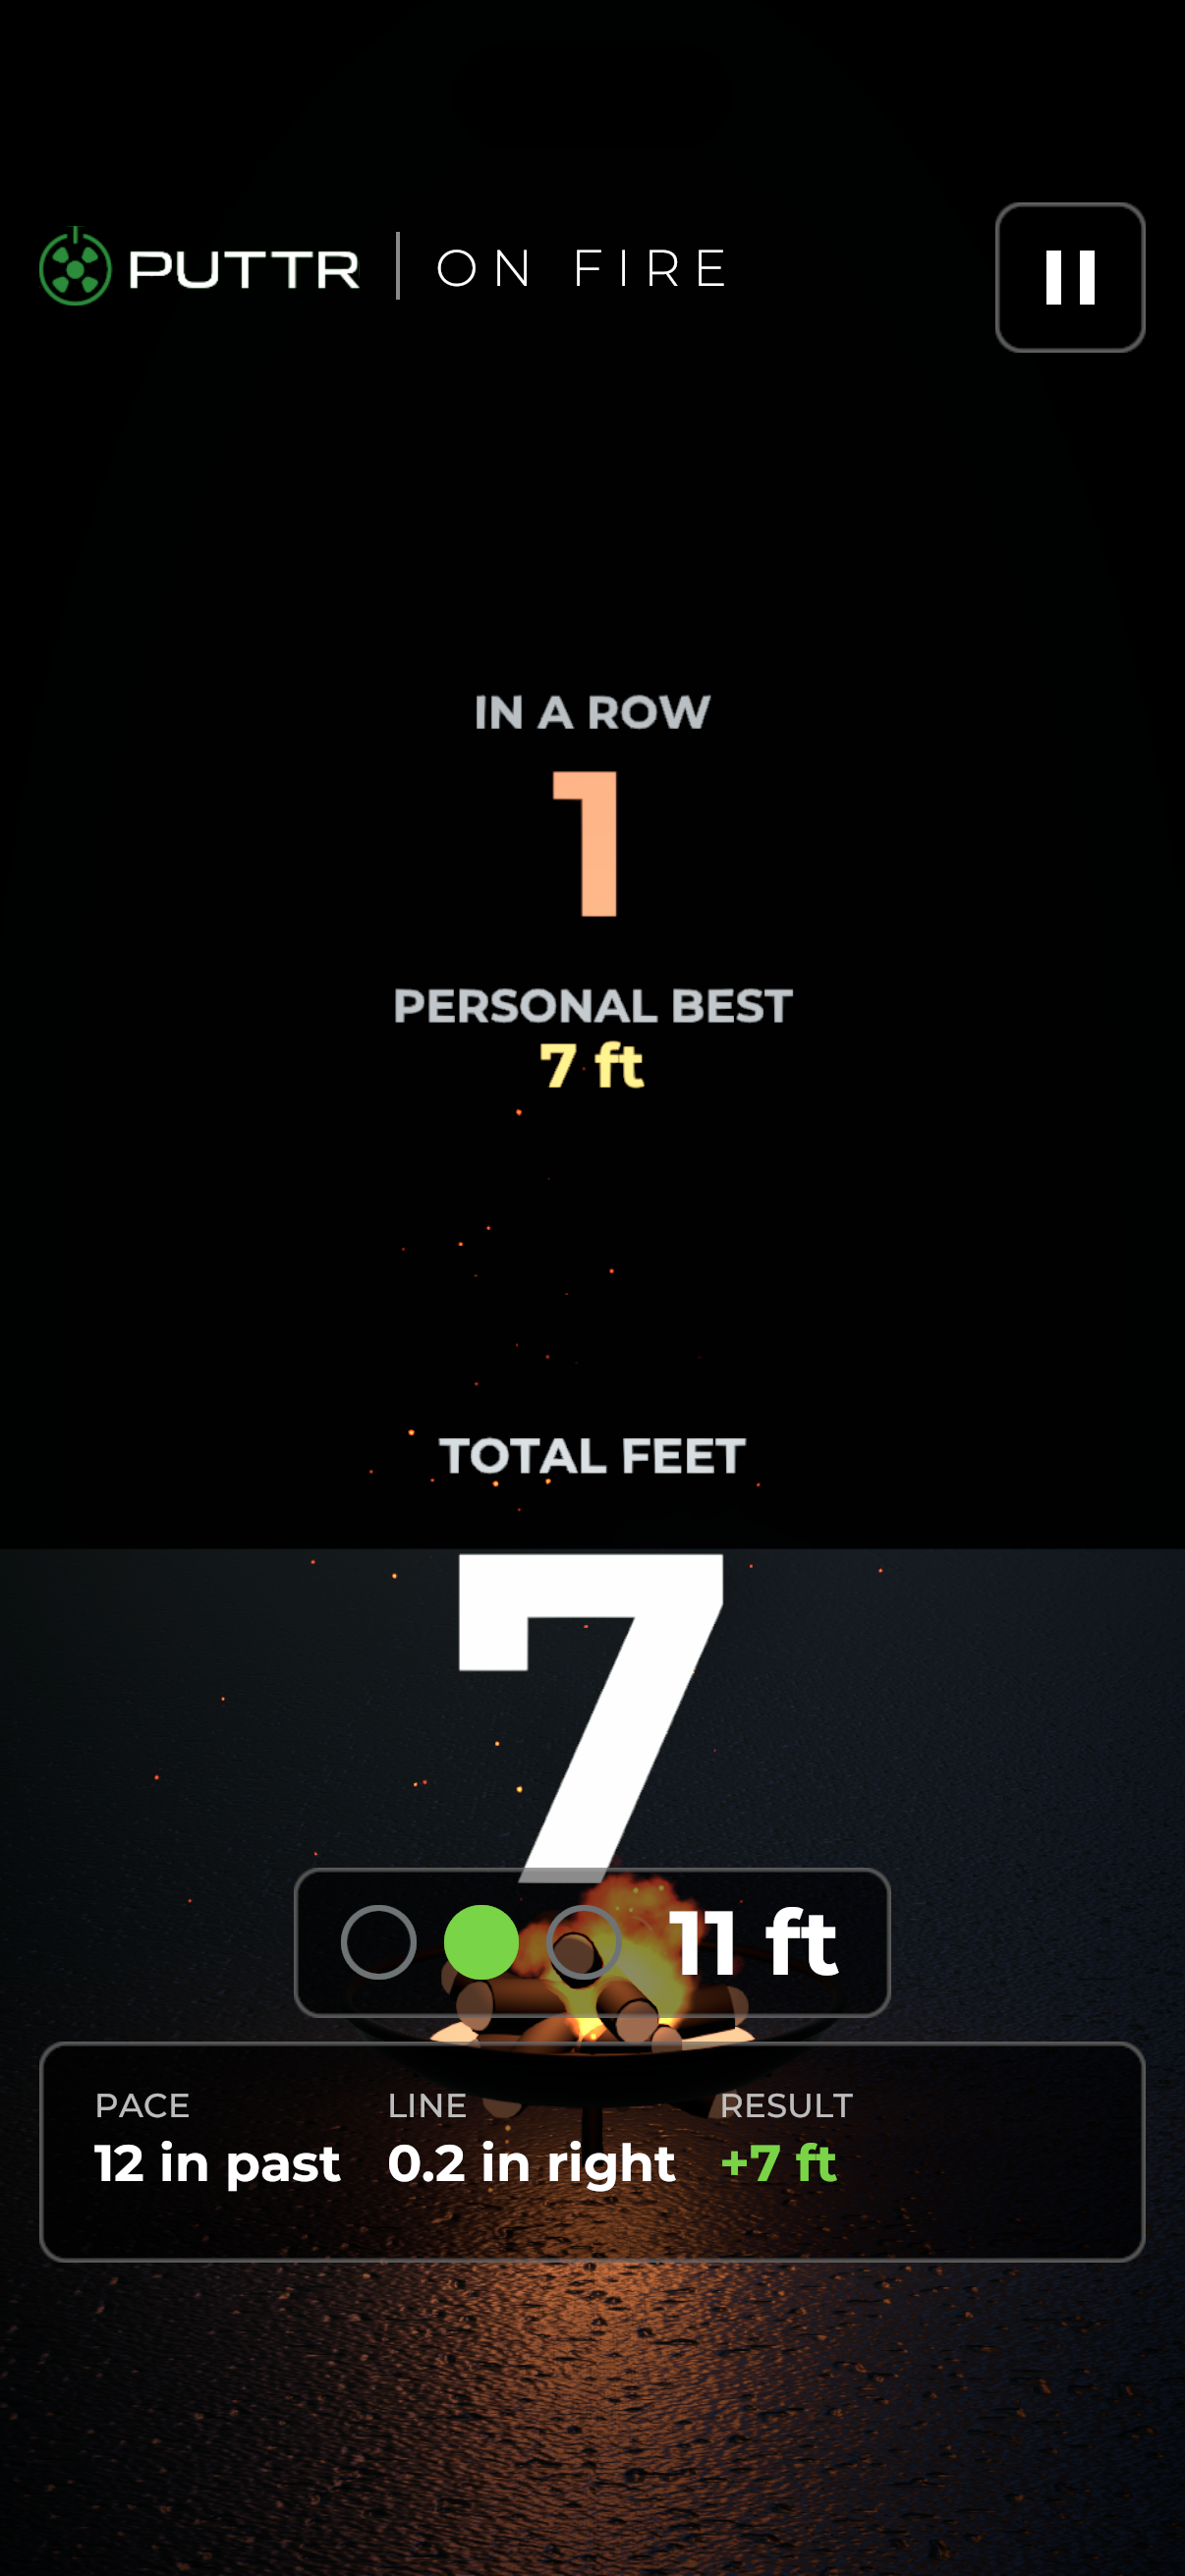 PUTTR | ON FIRE
IN A ROW
1
PERSONAL BEST
7 ft
TOTAL FEET
7
11 ft
PACE LINE RESULT
12 in past 0.2 in right +7 ft